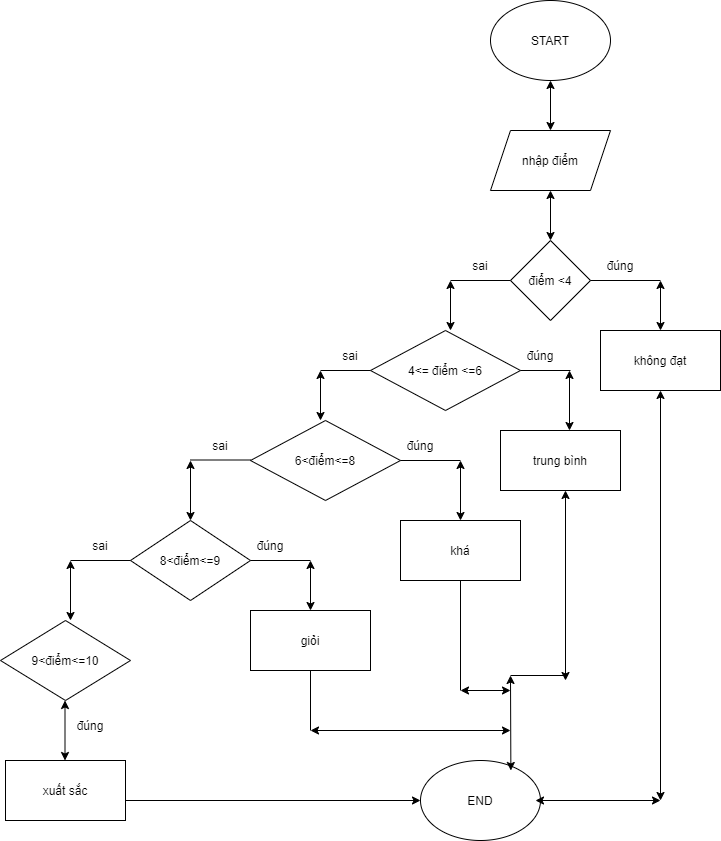 START
nhập điểm
điểm <4
sai
đúng
không đạt
4<= điểm <=6
sai
đúng
trung bình
6<điểm<=8
sai
đúng
khá
8<điểm<=9
sai
đúng
giỏi
9<điểm<=10
đúng
xuất sắc
END